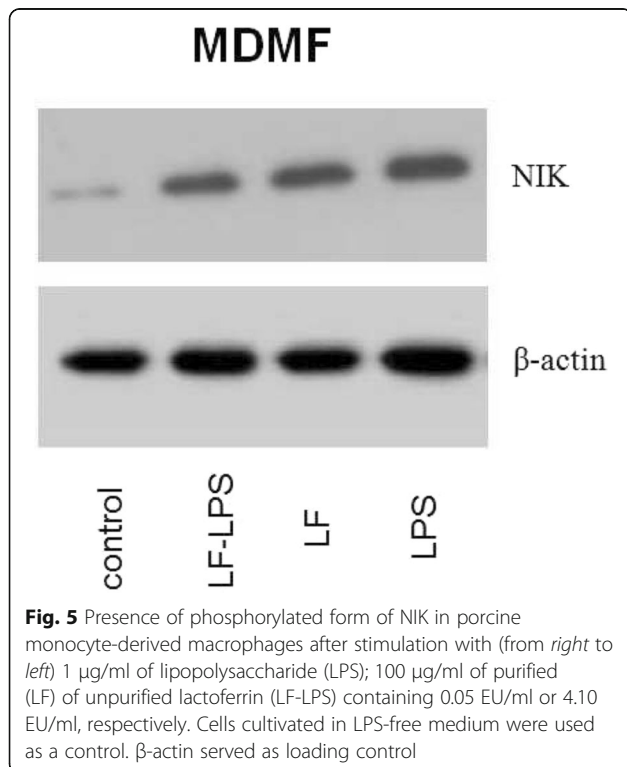 MDMF
NIK
β-actin
control
LF-LPS
LF
LPS
Fig. 5 Presence of phosphorylated form of NIK in porcine
monocyte-derived macrophages after stimulation with (from right to
left) 1 µg/ml of lipopolysaccharide (LPS); 100 µg/ml of purified
(LF) of unpurified lactoferrin (LF-LPS) containing 0.05 EU/ml or 4.10
EU/ml, respectively. Cells cultivated in LPS-free medium were used
as a control. β-actin served as loading control